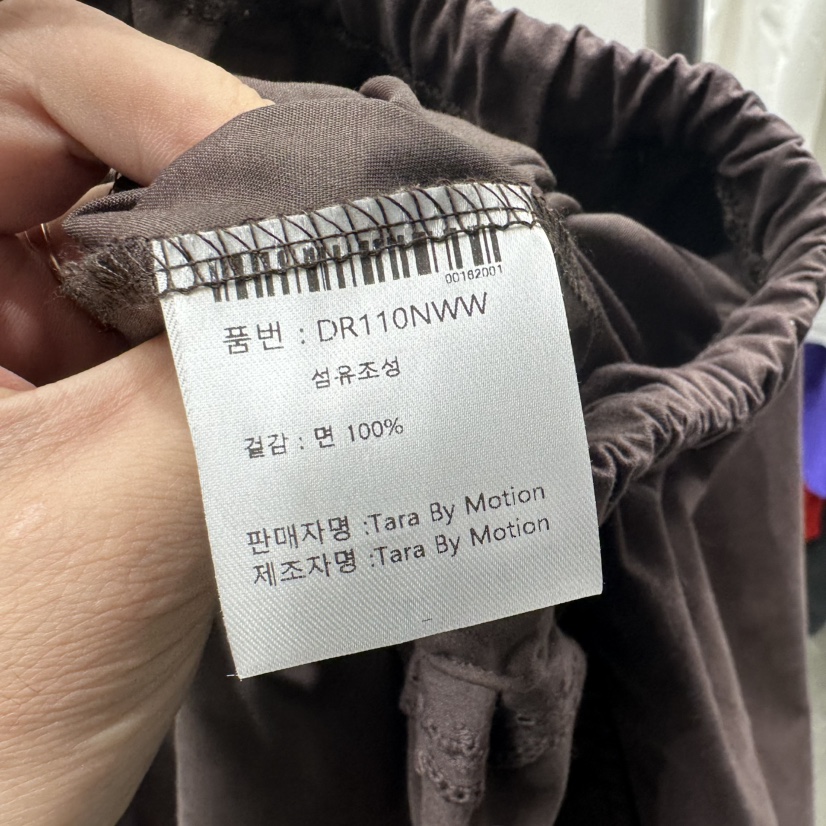 00162001
품번 : DR110NWW
섬유조성
겉감 : 면 100%
판매자명 :Tara By Motion
제조자명 :Tara By Motion